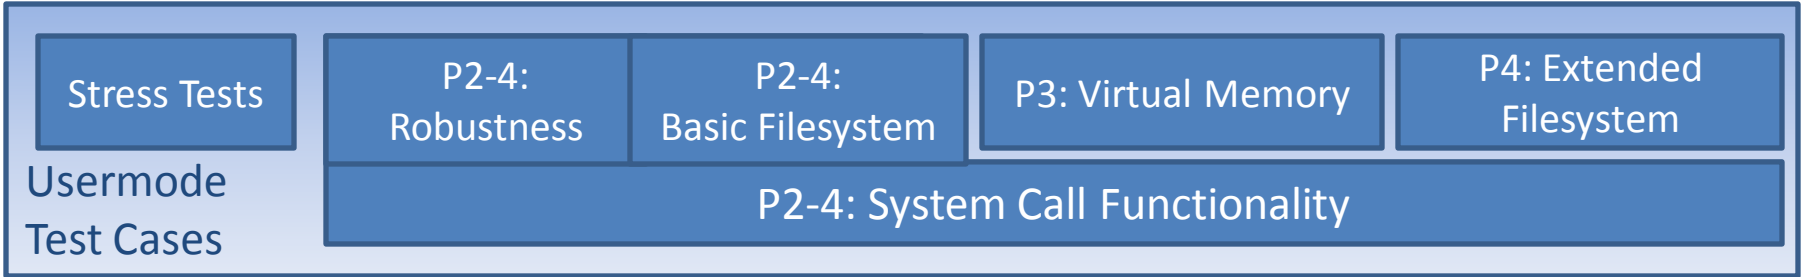 Stress Tests
P2-4:
Robustness
P2-4:
Basic Filesystem
P3: Virtual Memory
P4: Extended
Filesystem
Usermode
Test Cases
P2-4: System Call Functionality